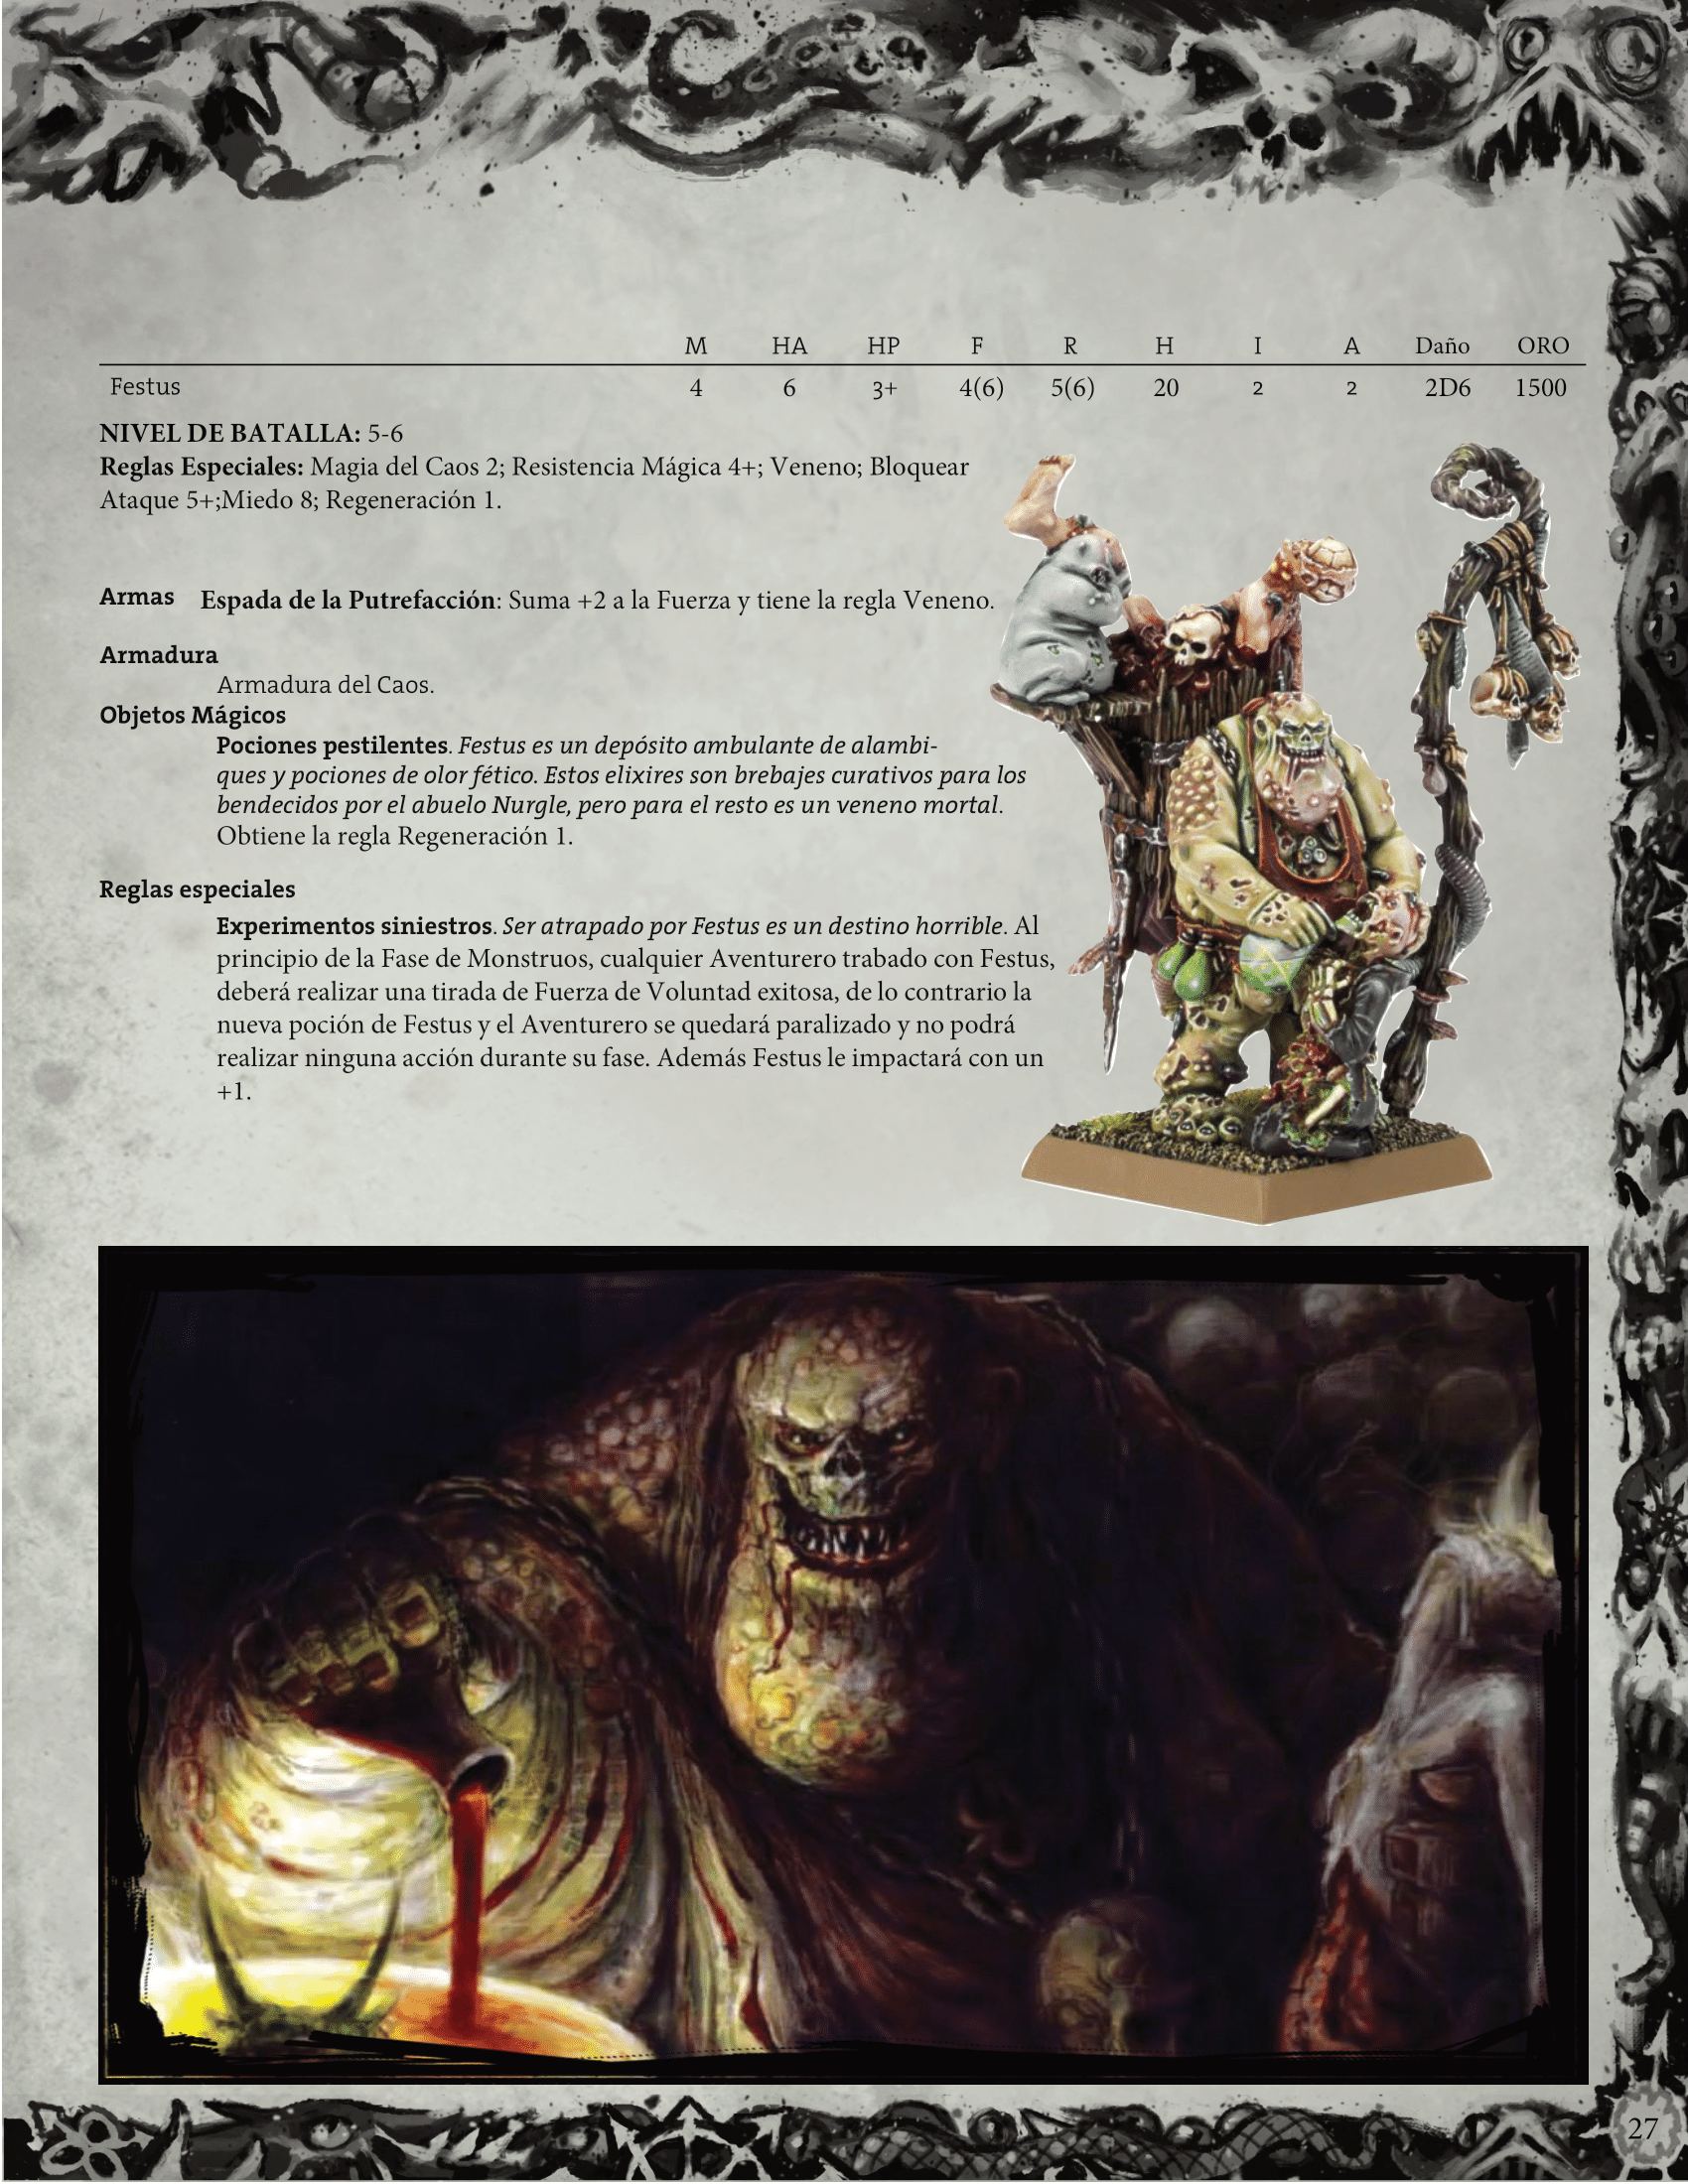 M HA HP F R H I A Daño ORO
Festus 4 6 3+ 4(6) 5(6) 20 2 2 2D6 1500
NIVEL DE BATALLA: 5-6
Reglas Especiales: Magia del Caos 2; Resistencia Mágica 4+; Veneno; Bloquear
Ataque 5+;Miedo 8; Regeneración 1.
Armas Espada de la Putrefacción: Suma +2 a la Fuerza y tiene la regla Veneno.
Armadura
Armadura del Caos.
Objetos Mágicos
Pociones pestilentes. Festus es un depósito ambulante de alambi-
ques y pociones de olor fético. Estos elixires son brebajes curativos para los
bendecidos por el abuelo Nurgle, pero para el resto es un veneno mortal.
Obtiene la regla Regeneración 1.
Reglas especiales
Experimentos siniestros. Ser atrapado por Festus es un destino horrible. Al
principio de la Fase de Monstruos, cualquier Aventurero trabado con Festus,
deberá realizar una tirada de Fuerza de Voluntad exitosa, de lo contrario la
nueva poción de Festus y el Aventurero se quedará paralizado y no podrá
realizar ninguna acción durante su fase. Además Festus le impactará con un
+1.
27